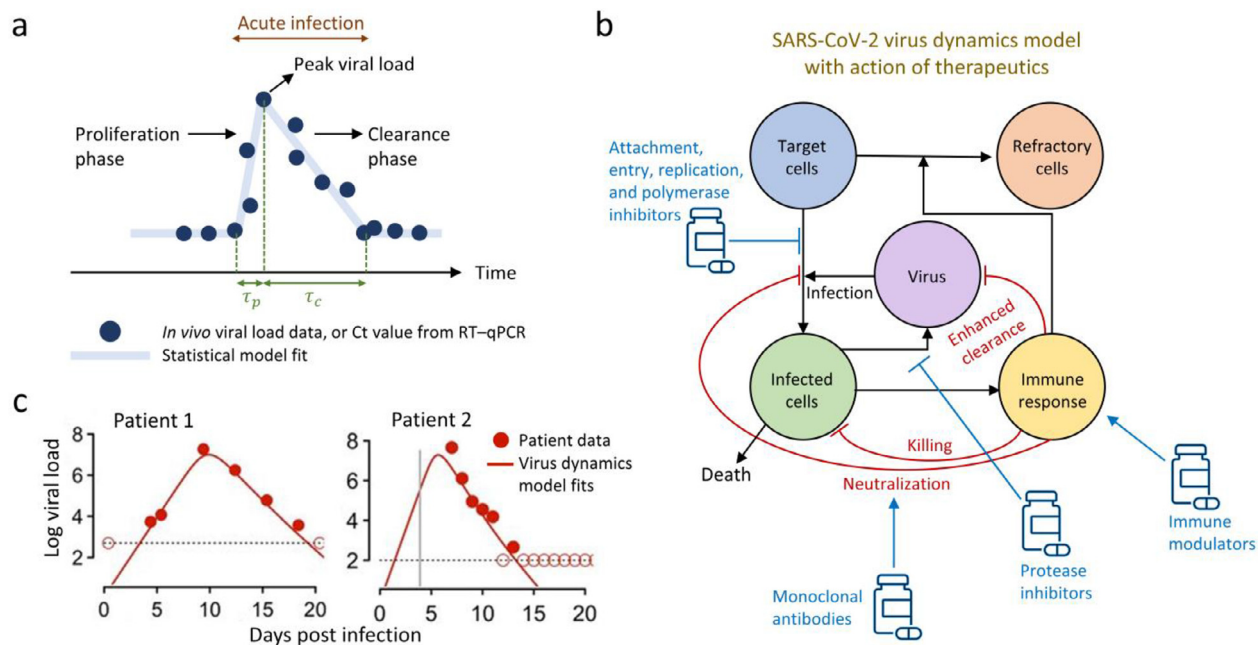 a
Acute infection
Peak viral load
Proliferation
phase
Clearance
phase
Time
τp
τc
In vivo viral load data, or Ct value from RT–qPCR
Statistical model fit
b
SARS-CoV-2 virus dynamics model
with action of therapeutics
Target
cells
Refractory
cells
Attachment,
entry, replication,
and polymerase
inhibitors
Virus
Infection
Enhanced
clearance
Infected
cells
Immune
response
Killing
Death
Neutralization
Immune
modulators
Protease
inhibitors
Monoclonal
antibodies
c
Patient 1
Patient 2
Patient data
Virus dynamics
model fits
Log viral load
8
6
4
2
0
5
10
15
20
8
6
4
2
0
5
10
15
20
Days post infection